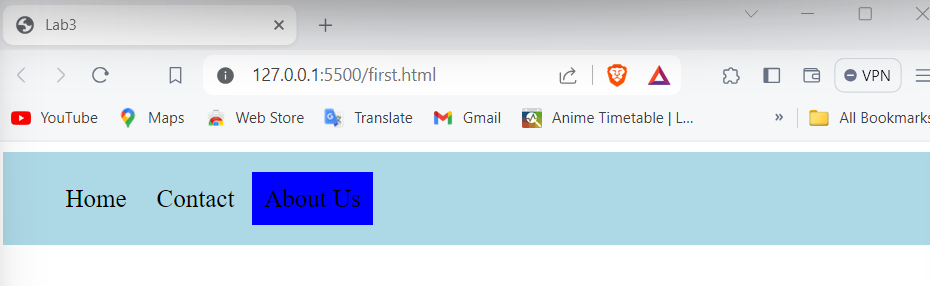 Lab3
127.0.0.1:5500/first.html
VPN
YouTube Maps Web Store Translate Gmail Anime Timetable | L... » All Bookmarks
Home Contact About Us